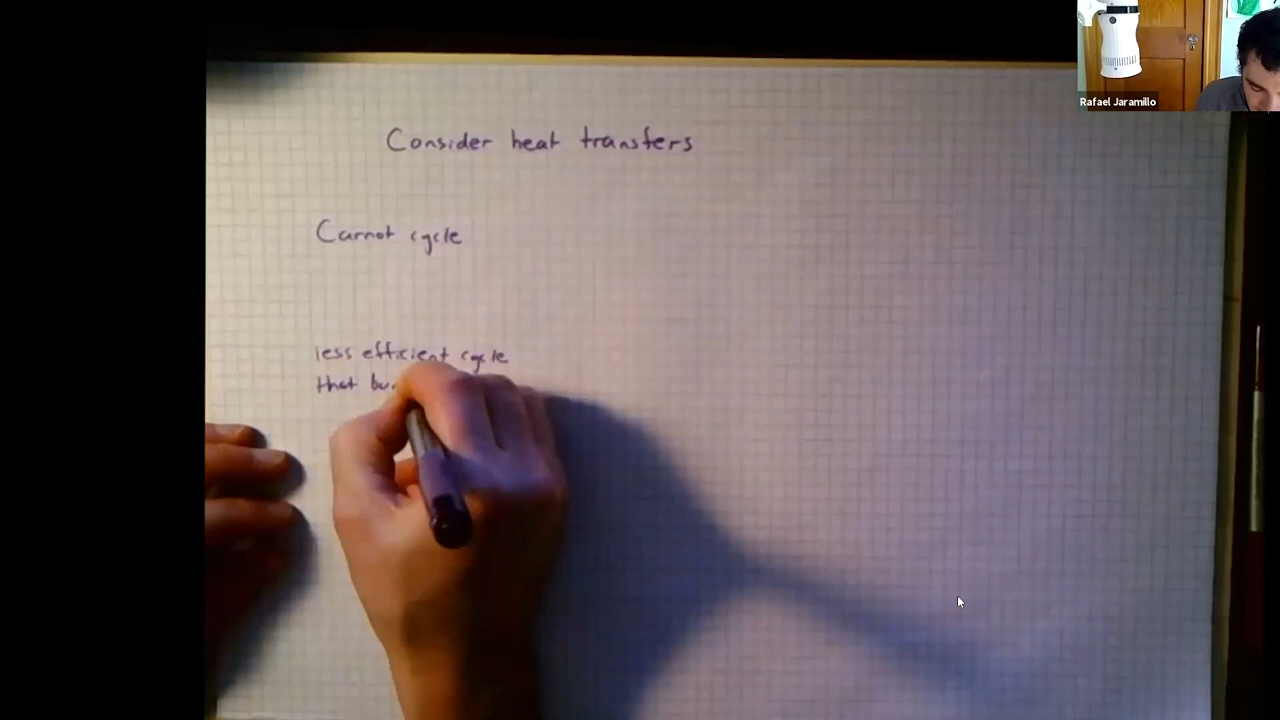 Rafael Jaramillo
Consider heat transfers
Carnot cycle
less efficient cycle
that